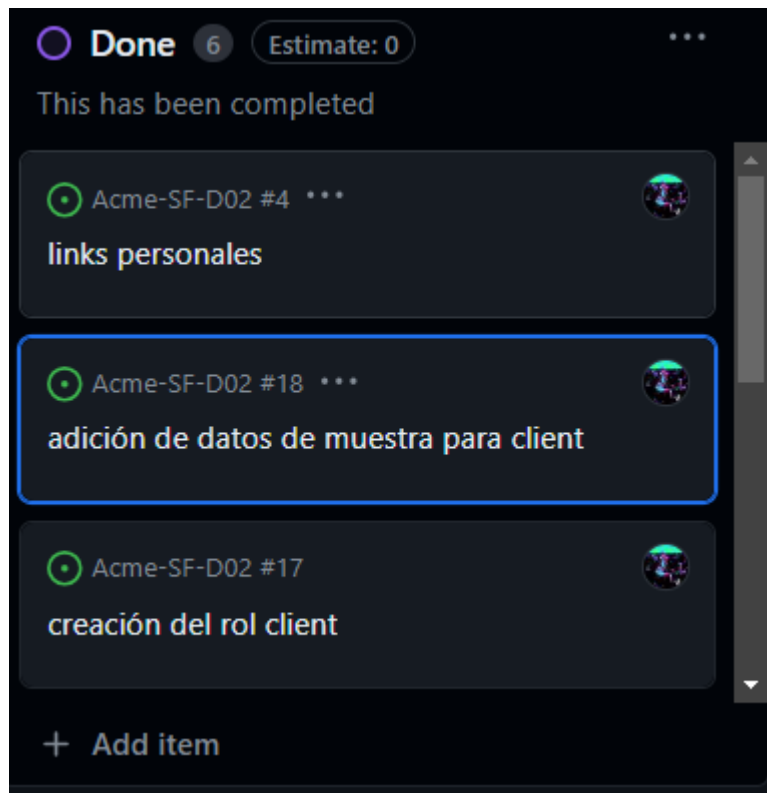 Done 6 Estimate: 0
This has been completed
Acme-SF-D02 #4
links personales
Acme-SF-D02 #18
adición de datos de muestra para client
Acme-SF-D02 #17
creación del rol client
+ Add item